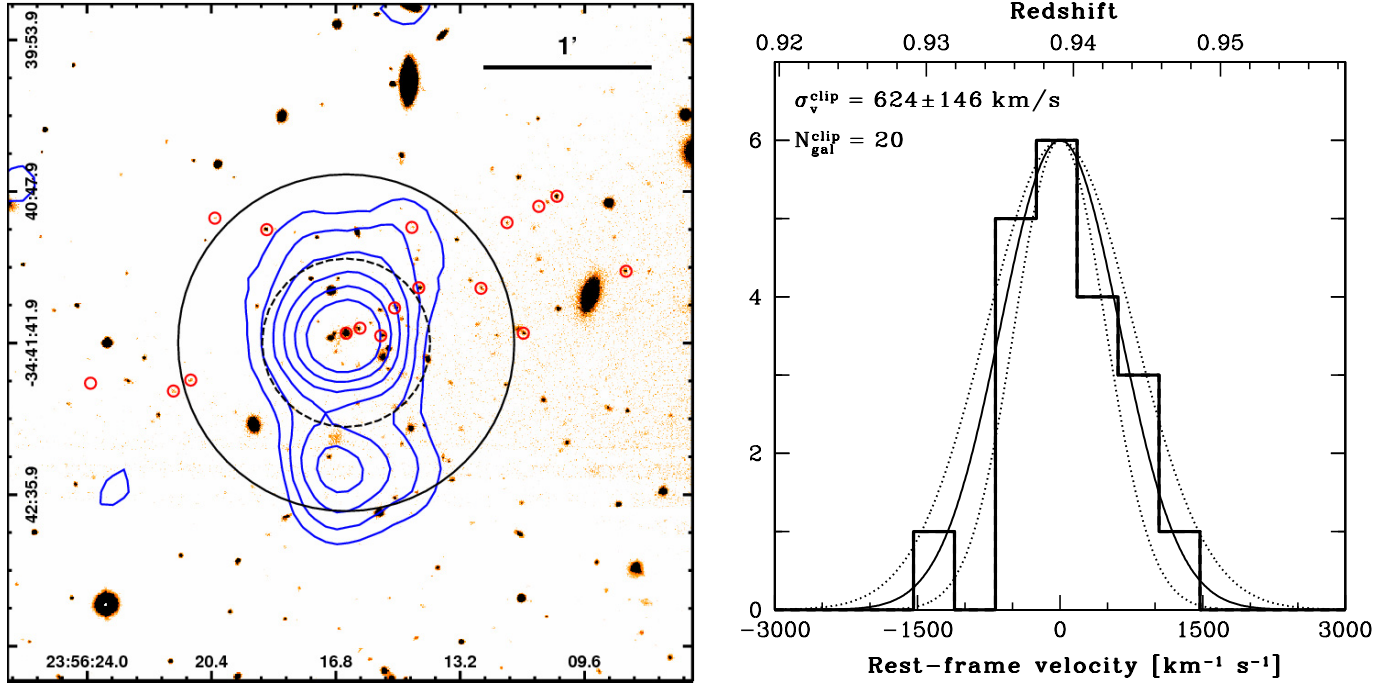 1'
39:53.9
40:47.9
-34:41:41.9
42:35.9
23:56:24.0 20.4 16.8 13.2 09.6
Redshift
0.92 0.93 0.94 0.95
σ_v^clip = 624±146 km/s
N_gal^clip = 20
6
4
2
0
−3000 −1500 0 1500 3000
Rest−frame velocity [km⁻¹ s⁻¹]